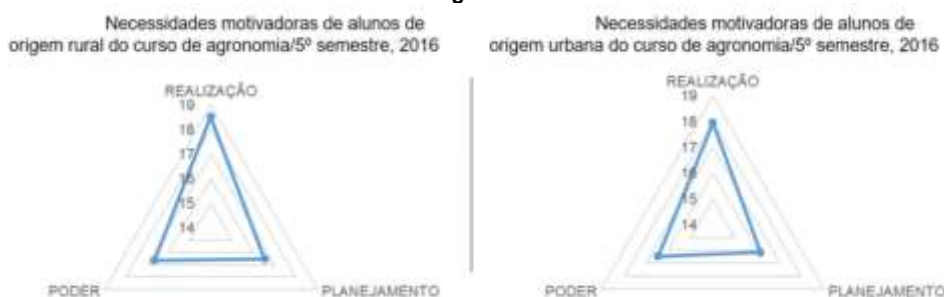 Necessidades motivadoras de alunos de
origem rural do curso de agronomia/5º semestre, 2016
REALIZAÇÃO
19
18
17
16
15
14
PODER
PLANEJAMENTO
Necessidades motivadoras de alunos de
origem urbana do curso de agronomia/5º semestre, 2016
REALIZAÇÃO
19
18
17
16
15
14
PODER
PLANEJAMENTO